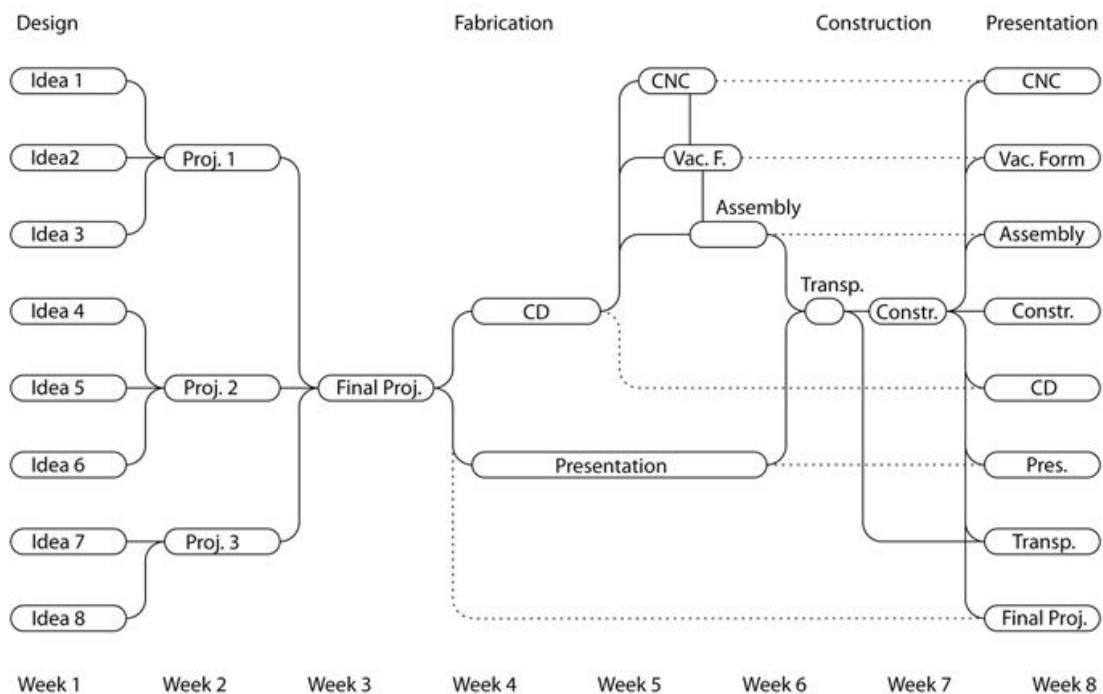 Design Fabrication Construction Presentation
Idea 1 CNC CNC
Idea2 Proj. 1 Vac. F. Vac. Form
Assembly
Idea 3 Assembly
Transp.
Idea 4 CD Constr. Constr.
Idea 5 Proj. 2 Final Proj. CD
Idea 6 Presentation Pres.
Idea 7 Proj. 3 Transp.
Idea 8 Final Proj.
Week 1 Week 2 Week 3 Week 4 Week 5 Week 6 Week 7 Week 8